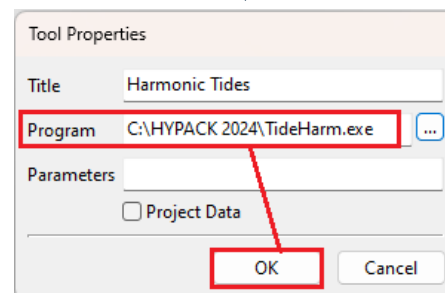 Tool Properties
Title Harmonic Tides
Program C:\HYPACK 2024\TideHarm.exe ...
Parameters
Project Data
OK Cancel